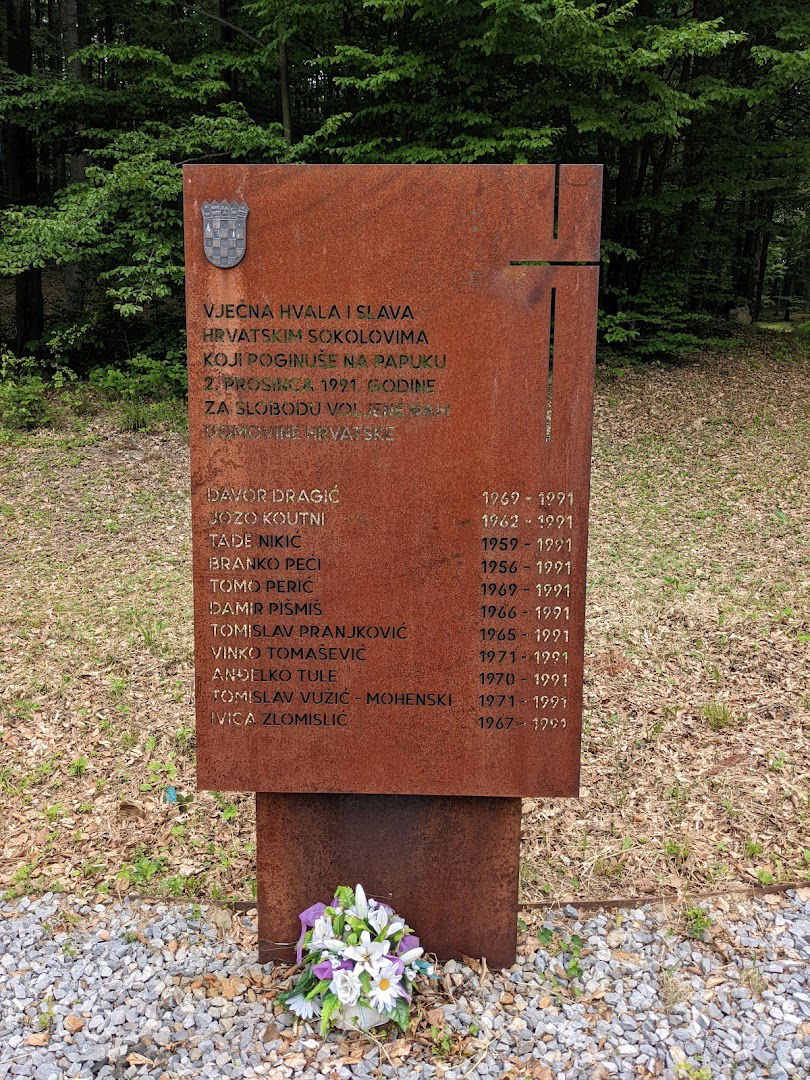 VJEČNA HVALA I SLAVA
HRVATSKIM SOKOLOVIMA
KOJI POGINUŠE NA PAPUKU
2. PROSINCA 1991. GODINE
ZA SLOBODU VOLJENE NAM
DOMOVINE HRVATSKE
DAVOR DRAGIĆ 1969 - 1991
JOZO KOUTNI 1962 - 1991
TADE NIKIĆ 1959 - 1991
BRANKO PEĆI 1956 - 1991
TOMO PERIĆ 1969 - 1991
DAMIR PIŠMIŠ 1966 - 1991
TOMISLAV PRANJKOVIĆ 1965 - 1991
VINKO TOMAŠEVIĆ 1971 - 1991
ANĐELKO TULE 1970 - 1991
TOMISLAV VUŽIĆ - MOHENSKI 1971 - 1991
IVICA ZLOMISLIĆ 1967 - 1991